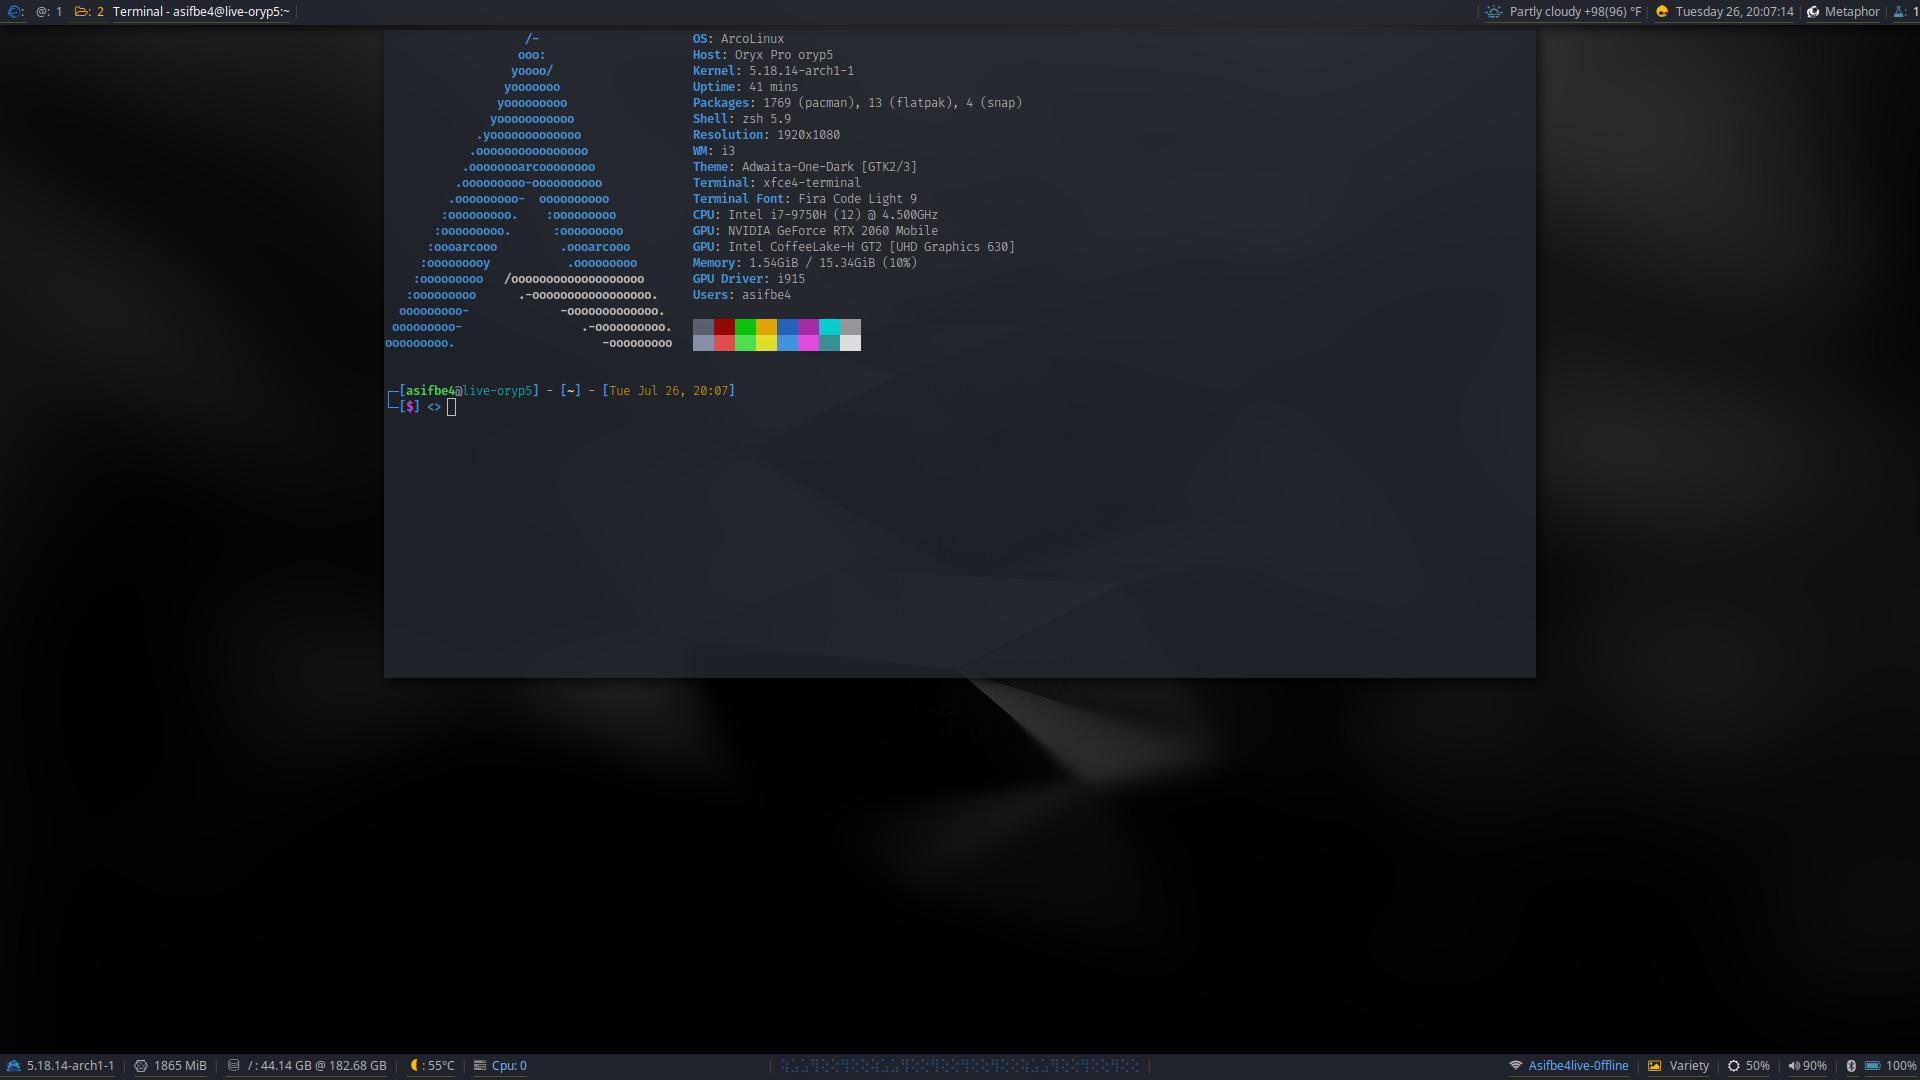 @: 1 : 2 Terminal - asifbe4@live-oryp5:~
Partly cloudy +98(96) °F Tuesday 26, 20:07:14 Metaphor : 1
/-
ooo:
yoooo/
yooooooo
yooooooooo
yooooooooooo
.yooooooooooooo
.oooooooooooooooo
.oooooooarcoooooooo
.ooooooooo-oooooooooo
.ooooooooo-  oooooooooo
:ooooooooo.    :ooooooooo
:ooooooooo.      :ooooooooo
:oooarcooo         .oooarcooo
:ooooooooy           .ooooooooo
:ooooooooo   /ooooooooooooooooooo
:ooooooooo      .-ooooooooooooooooo.
ooooooooo-             -ooooooooooooo.
ooooooooo-                 .-oooooooooo.
ooooooooo.                     -ooooooooo
OS: ArcoLinux
Host: Oryx Pro oryp5
Kernel: 5.18.14-arch1-1
Uptime: 41 mins
Packages: 1769 (pacman), 13 (flatpak), 4 (snap)
Shell: zsh 5.9
Resolution: 1920x1080
WM: i3
Theme: Adwaita-One-Dark [GTK2/3]
Terminal: xfce4-terminal
Terminal Font: Fira Code Light 9
CPU: Intel i7-9750H (12) @ 4.500GHz
GPU: NVIDIA GeForce RTX 2060 Mobile
GPU: Intel CoffeeLake-H GT2 [UHD Graphics 630]
Memory: 1.54GiB / 15.34GiB (10%)
GPU Driver: i915
Users: asifbe4
[asifbe4@live-oryp5] - [~] - [Tue Jul 26, 20:07]
[$] <>
5.18.14-arch1-1 1865 MiB / : 44.14 GB @ 182.68 GB : 55°C Cpu: 0
Asifbe4live-0ffline Variety 50% 90% 100%